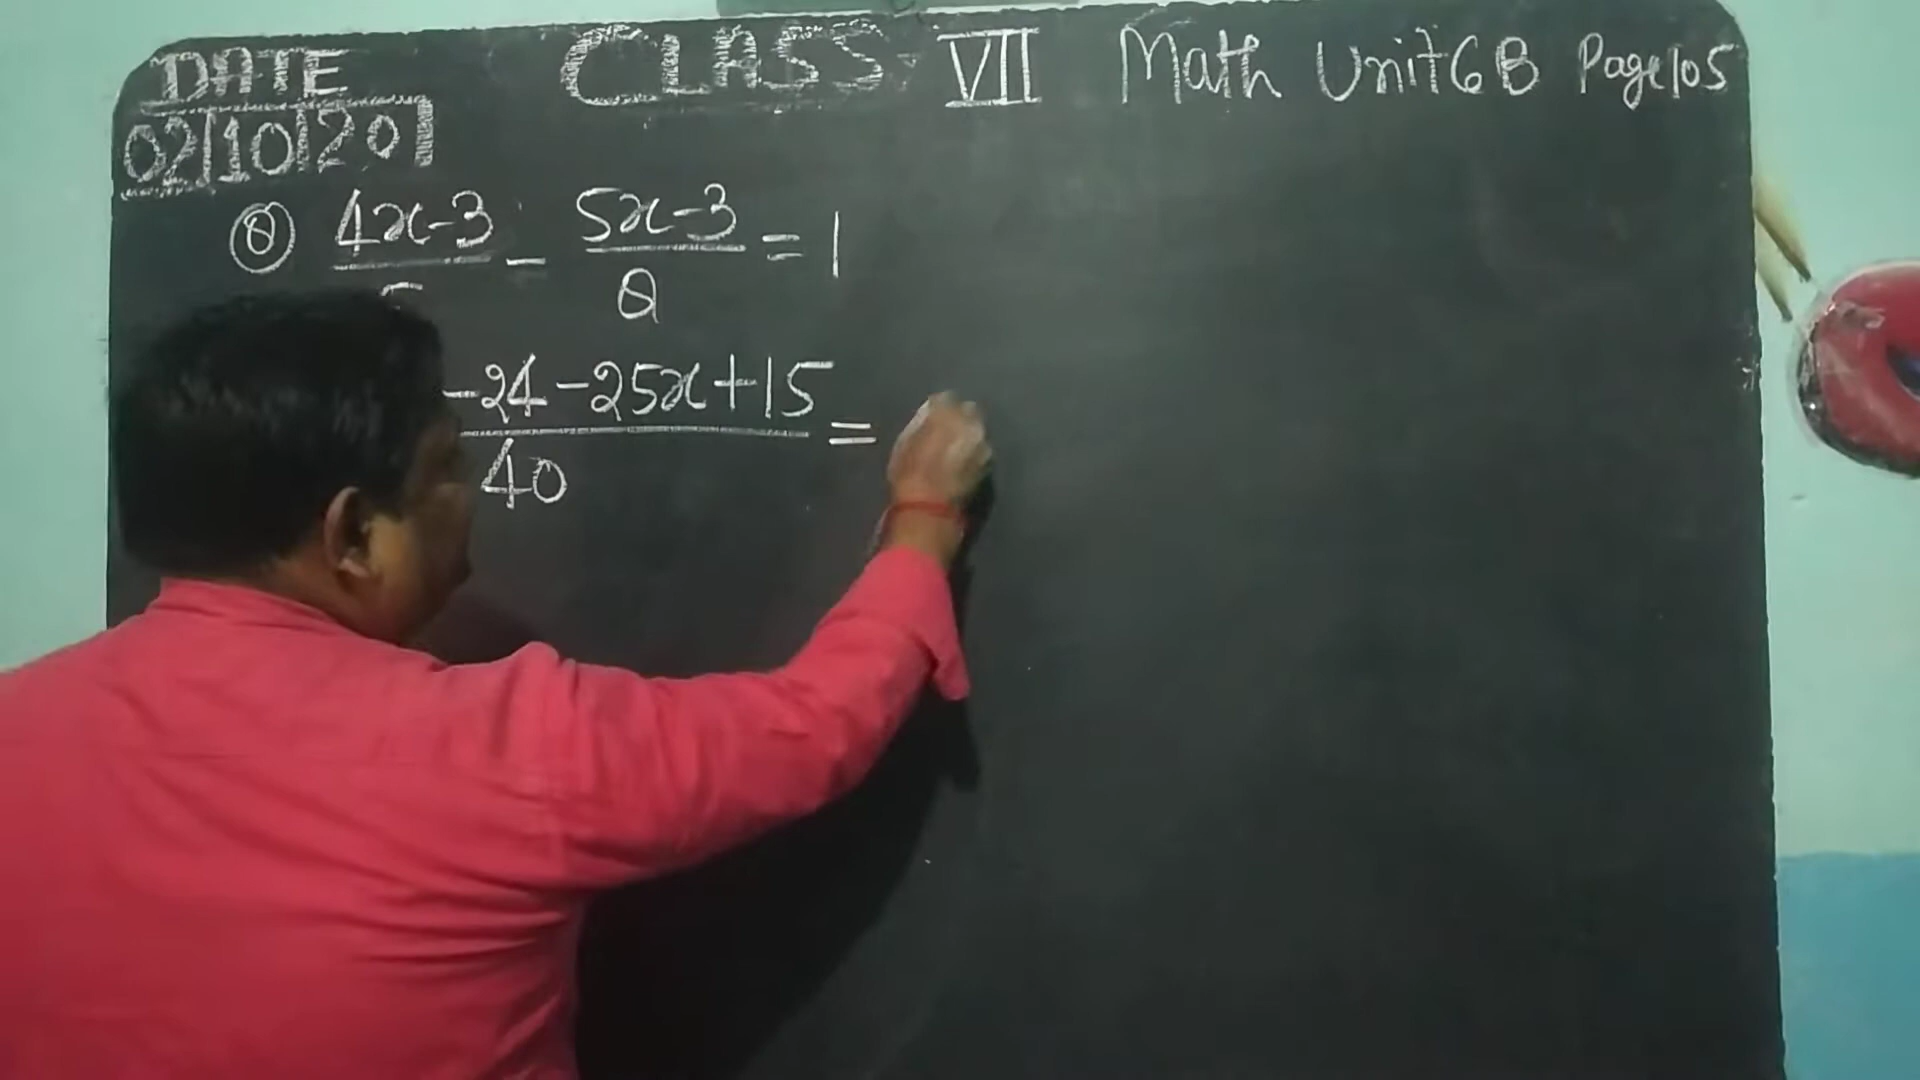 DATE CLASS VII Math Unit 6B Page 105
02/10/20
⑧ 4x-3 - 5x-3 = 1
8
-24-25x+15 =
40